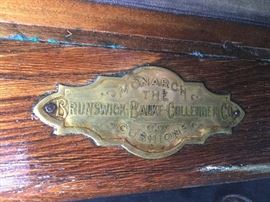 MONARCH
THE
BRUNSWICK-BALKE-COLLENDER CO.
CUSHION